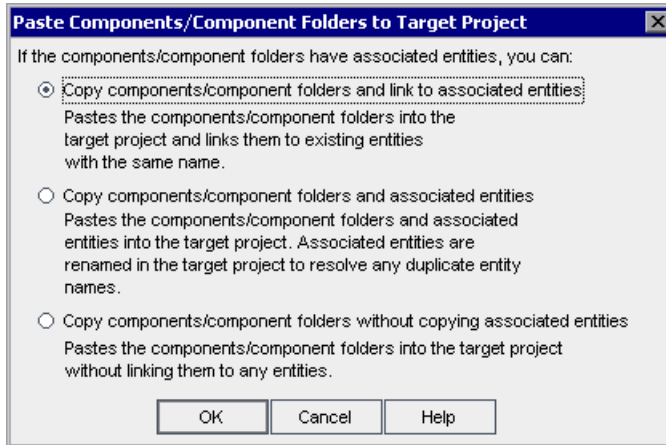 Paste Components/Component Folders to Target Project
If the components/component folders have associated entities, you can:
Copy components/component folders and link to associated entities
Pastes the components/component folders into the
target project and links them to existing entities
with the same name.
Copy components/component folders and associated entities
Pastes the components/component folders and associated
entities into the target project. Associated entities are
renamed in the target project to resolve any duplicate entity
names.
Copy components/component folders without copying associated entities
Pastes the components/component folders into the target project
without linking them to any entities.
OK Cancel Help